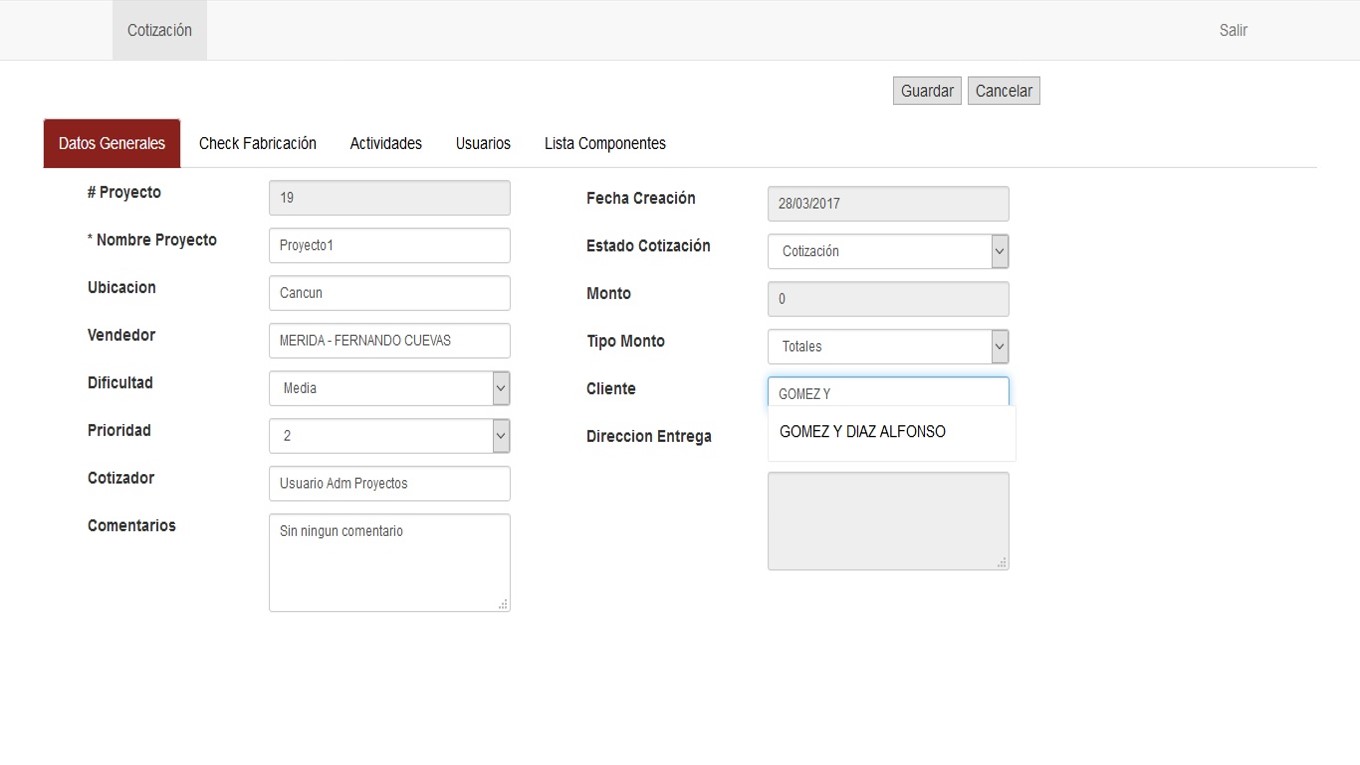 Cotización
Salir
Guardar Cancelar
Datos Generales Check Fabricación Actividades Usuarios Lista Componentes
# Proyecto 19
* Nombre Proyecto Proyecto1
Ubicacion Cancun
Vendedor MERIDA - FERNANDO CUEVAS
Dificultad Media
Prioridad 2
Cotizador Usuario Adm Proyectos
Comentarios Sin ningun comentario
Fecha Creación 28/03/2017
Estado Cotización Cotización
Monto 0
Tipo Monto Totales
Cliente GOMEZ Y
GOMEZ Y DIAZ ALFONSO
Direccion Entrega